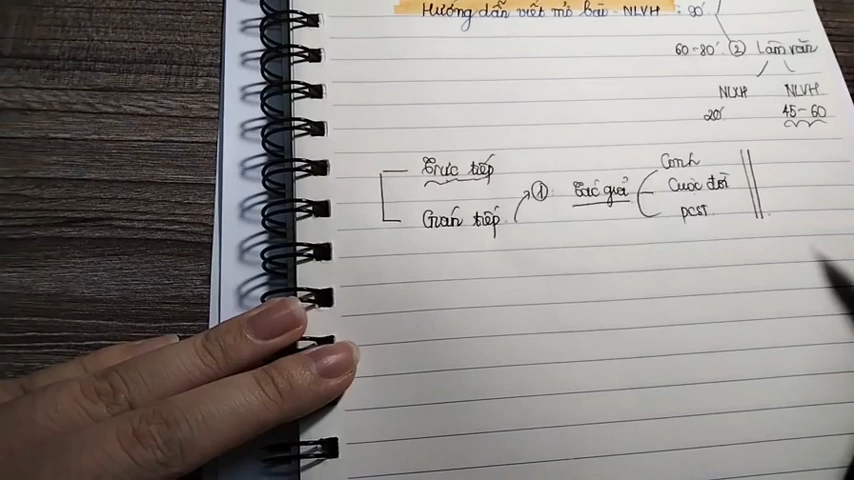 Hướng dẫn viết mở bài - NLVH : 90'
60-80' ② Làm văn
NLXH NLVH
20' 45-60
Trực tiếp
Gián tiếp ① Tác giả
Cuộc đời
PCST